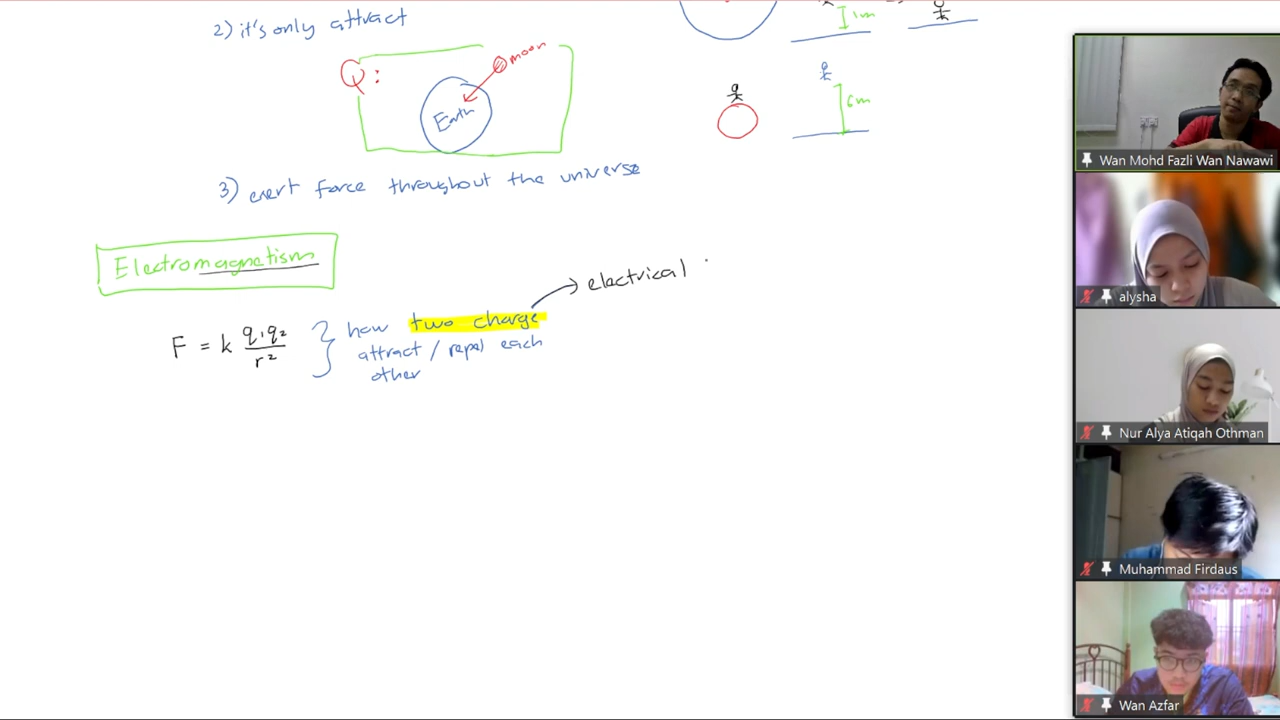 2) it's only attract
1m
Q:
moon
Earth
6m
3) exert force throughout the universe
Electromagnetism
electrical
F = k q1q2/r²
how two charge
attract / repel each
other
Wan Mohd Fazli Wan Nawawi
alysha
Nur Alya Atiqah Othman
Muhammad Firdaus
Wan Azfar